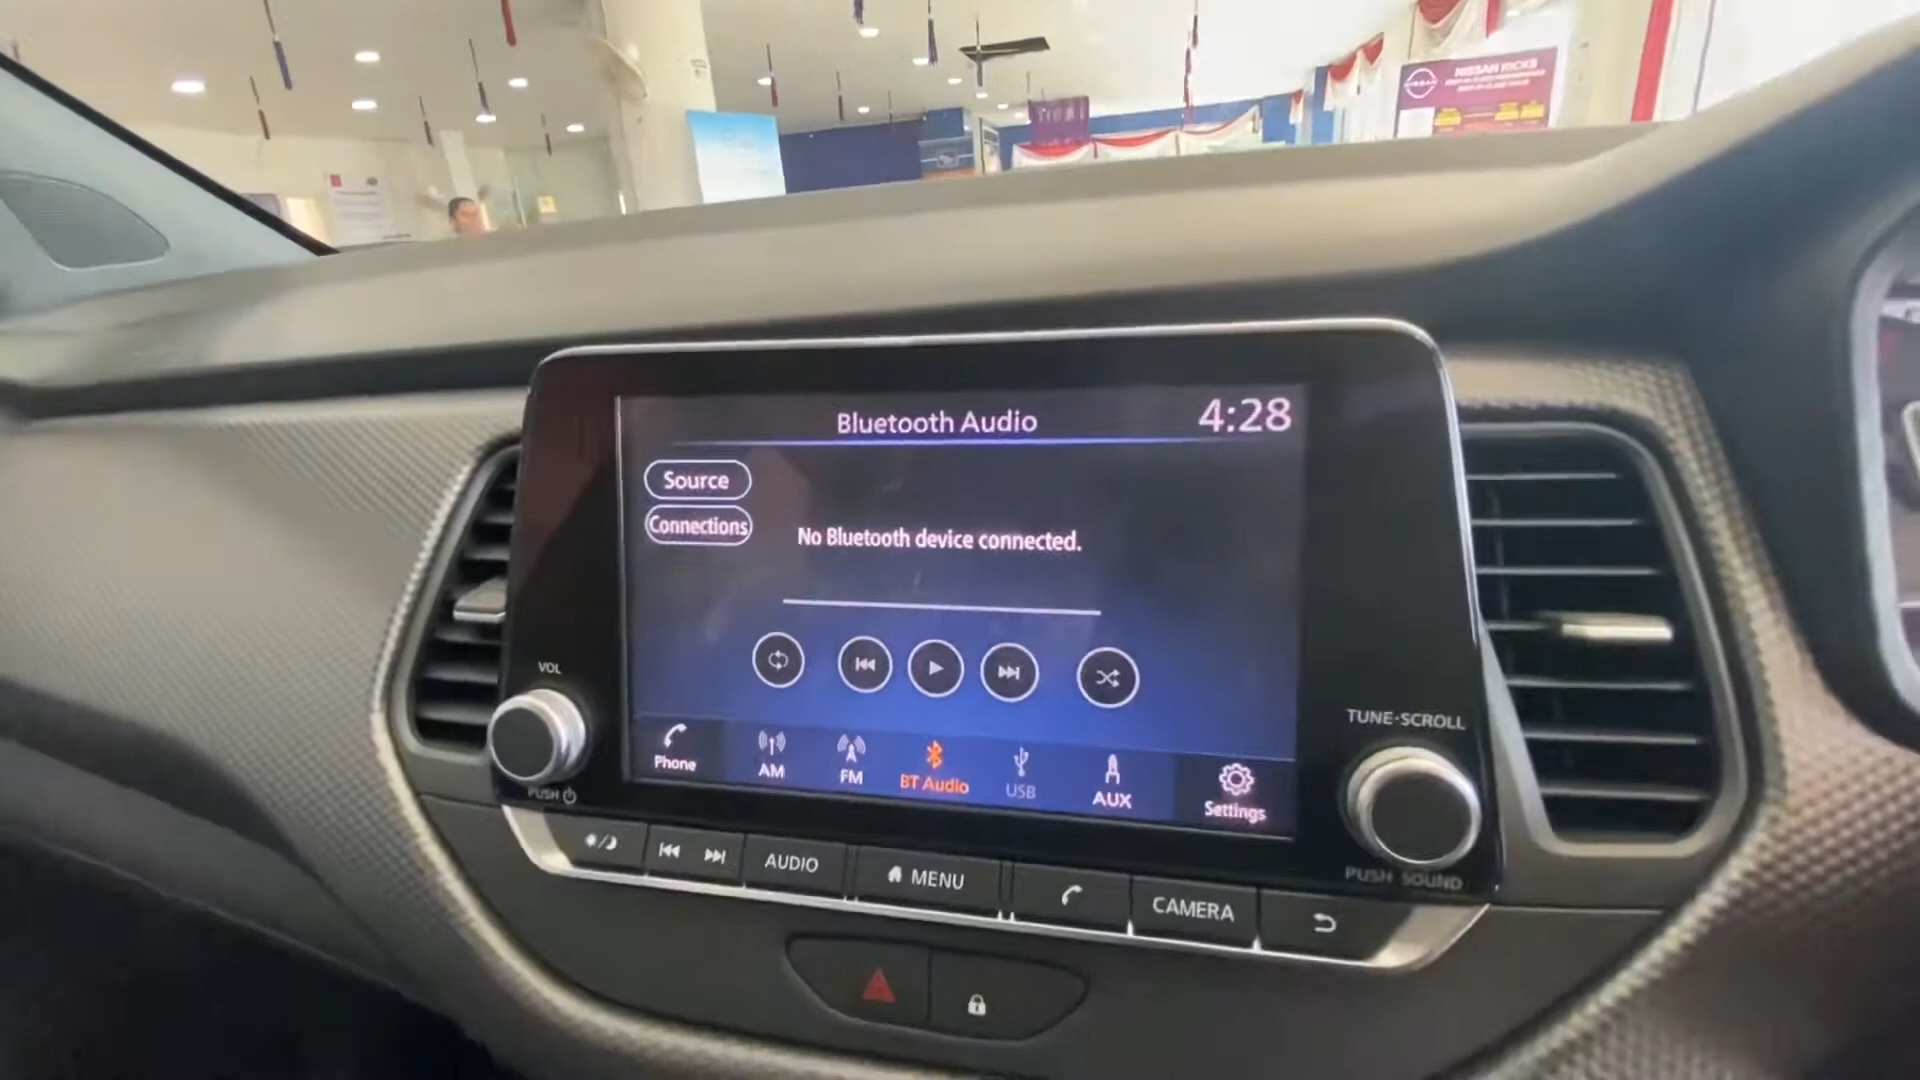 NISSAN KICKS
NISSAN
Bluetooth Audio
4:28
Source
Connections
No Bluetooth device connected.
VOL
TUNE·SCROLL
Phone
AM
FM
BT Audio
USB
AUX
Settings
PUSH
PUSH SOUND
AUDIO
MENU
CAMERA